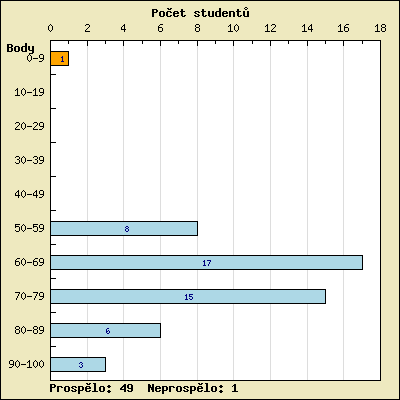 Počet studentů
0 2 4 6 8 10 12 14 16 18
Body
0-9 1
10-19
20-29
30-39
40-49
50-59 8
60-69 17
70-79 15
80-89 6
90-100 3
Prospělo: 49 Neprospělo: 1